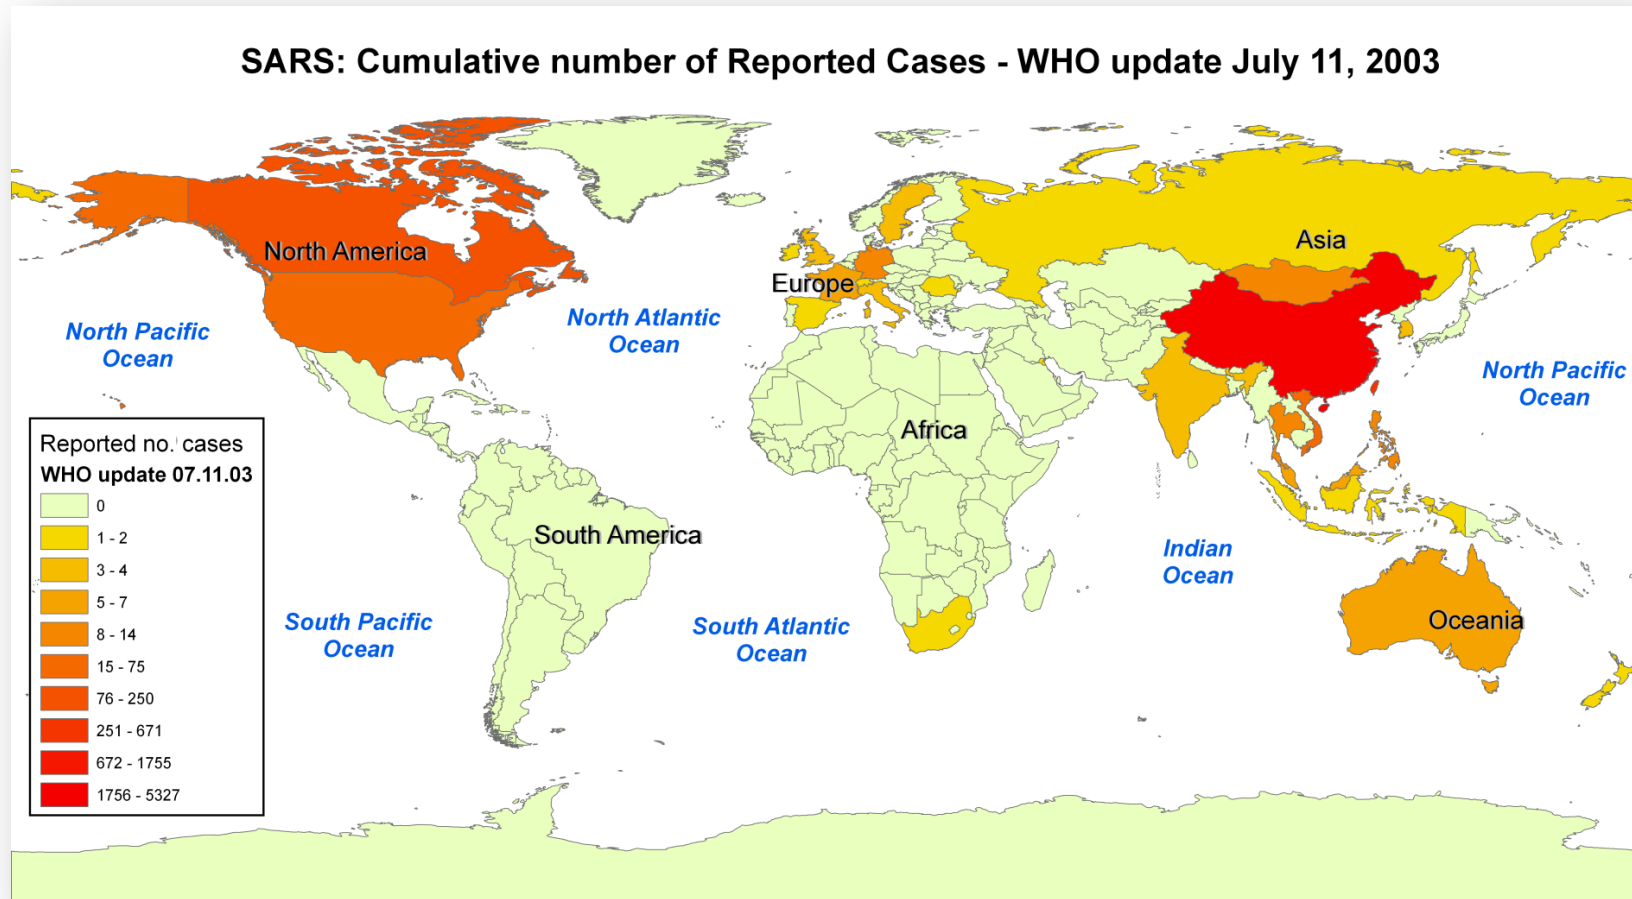 SARS: Cumulative number of Reported Cases - WHO update July 11, 2003
North America
Asia
Europe
North Pacific
Ocean
North Atlantic
Ocean
North Pacific
Ocean
Africa
South America
Indian
Ocean
Oceania
South Pacific
Ocean
South Atlantic
Ocean
Reported no. cases
WHO update 07.11.03
0
1 - 2
3 - 4
5 - 7
8 - 14
15 - 75
76 - 250
251 - 671
672 - 1755
1756 - 5327